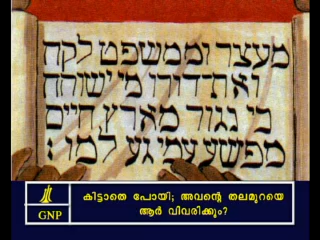 מעצר וממשפט לקח
ואת דורו מי ישוחח
כי נגזר מארץ חיים
מפשע עמי נגע למו:
GNP
കിട്ടാതെ പോയി; അവന്റെ തലമുറയെ
ആർ വിവരിക്കും?